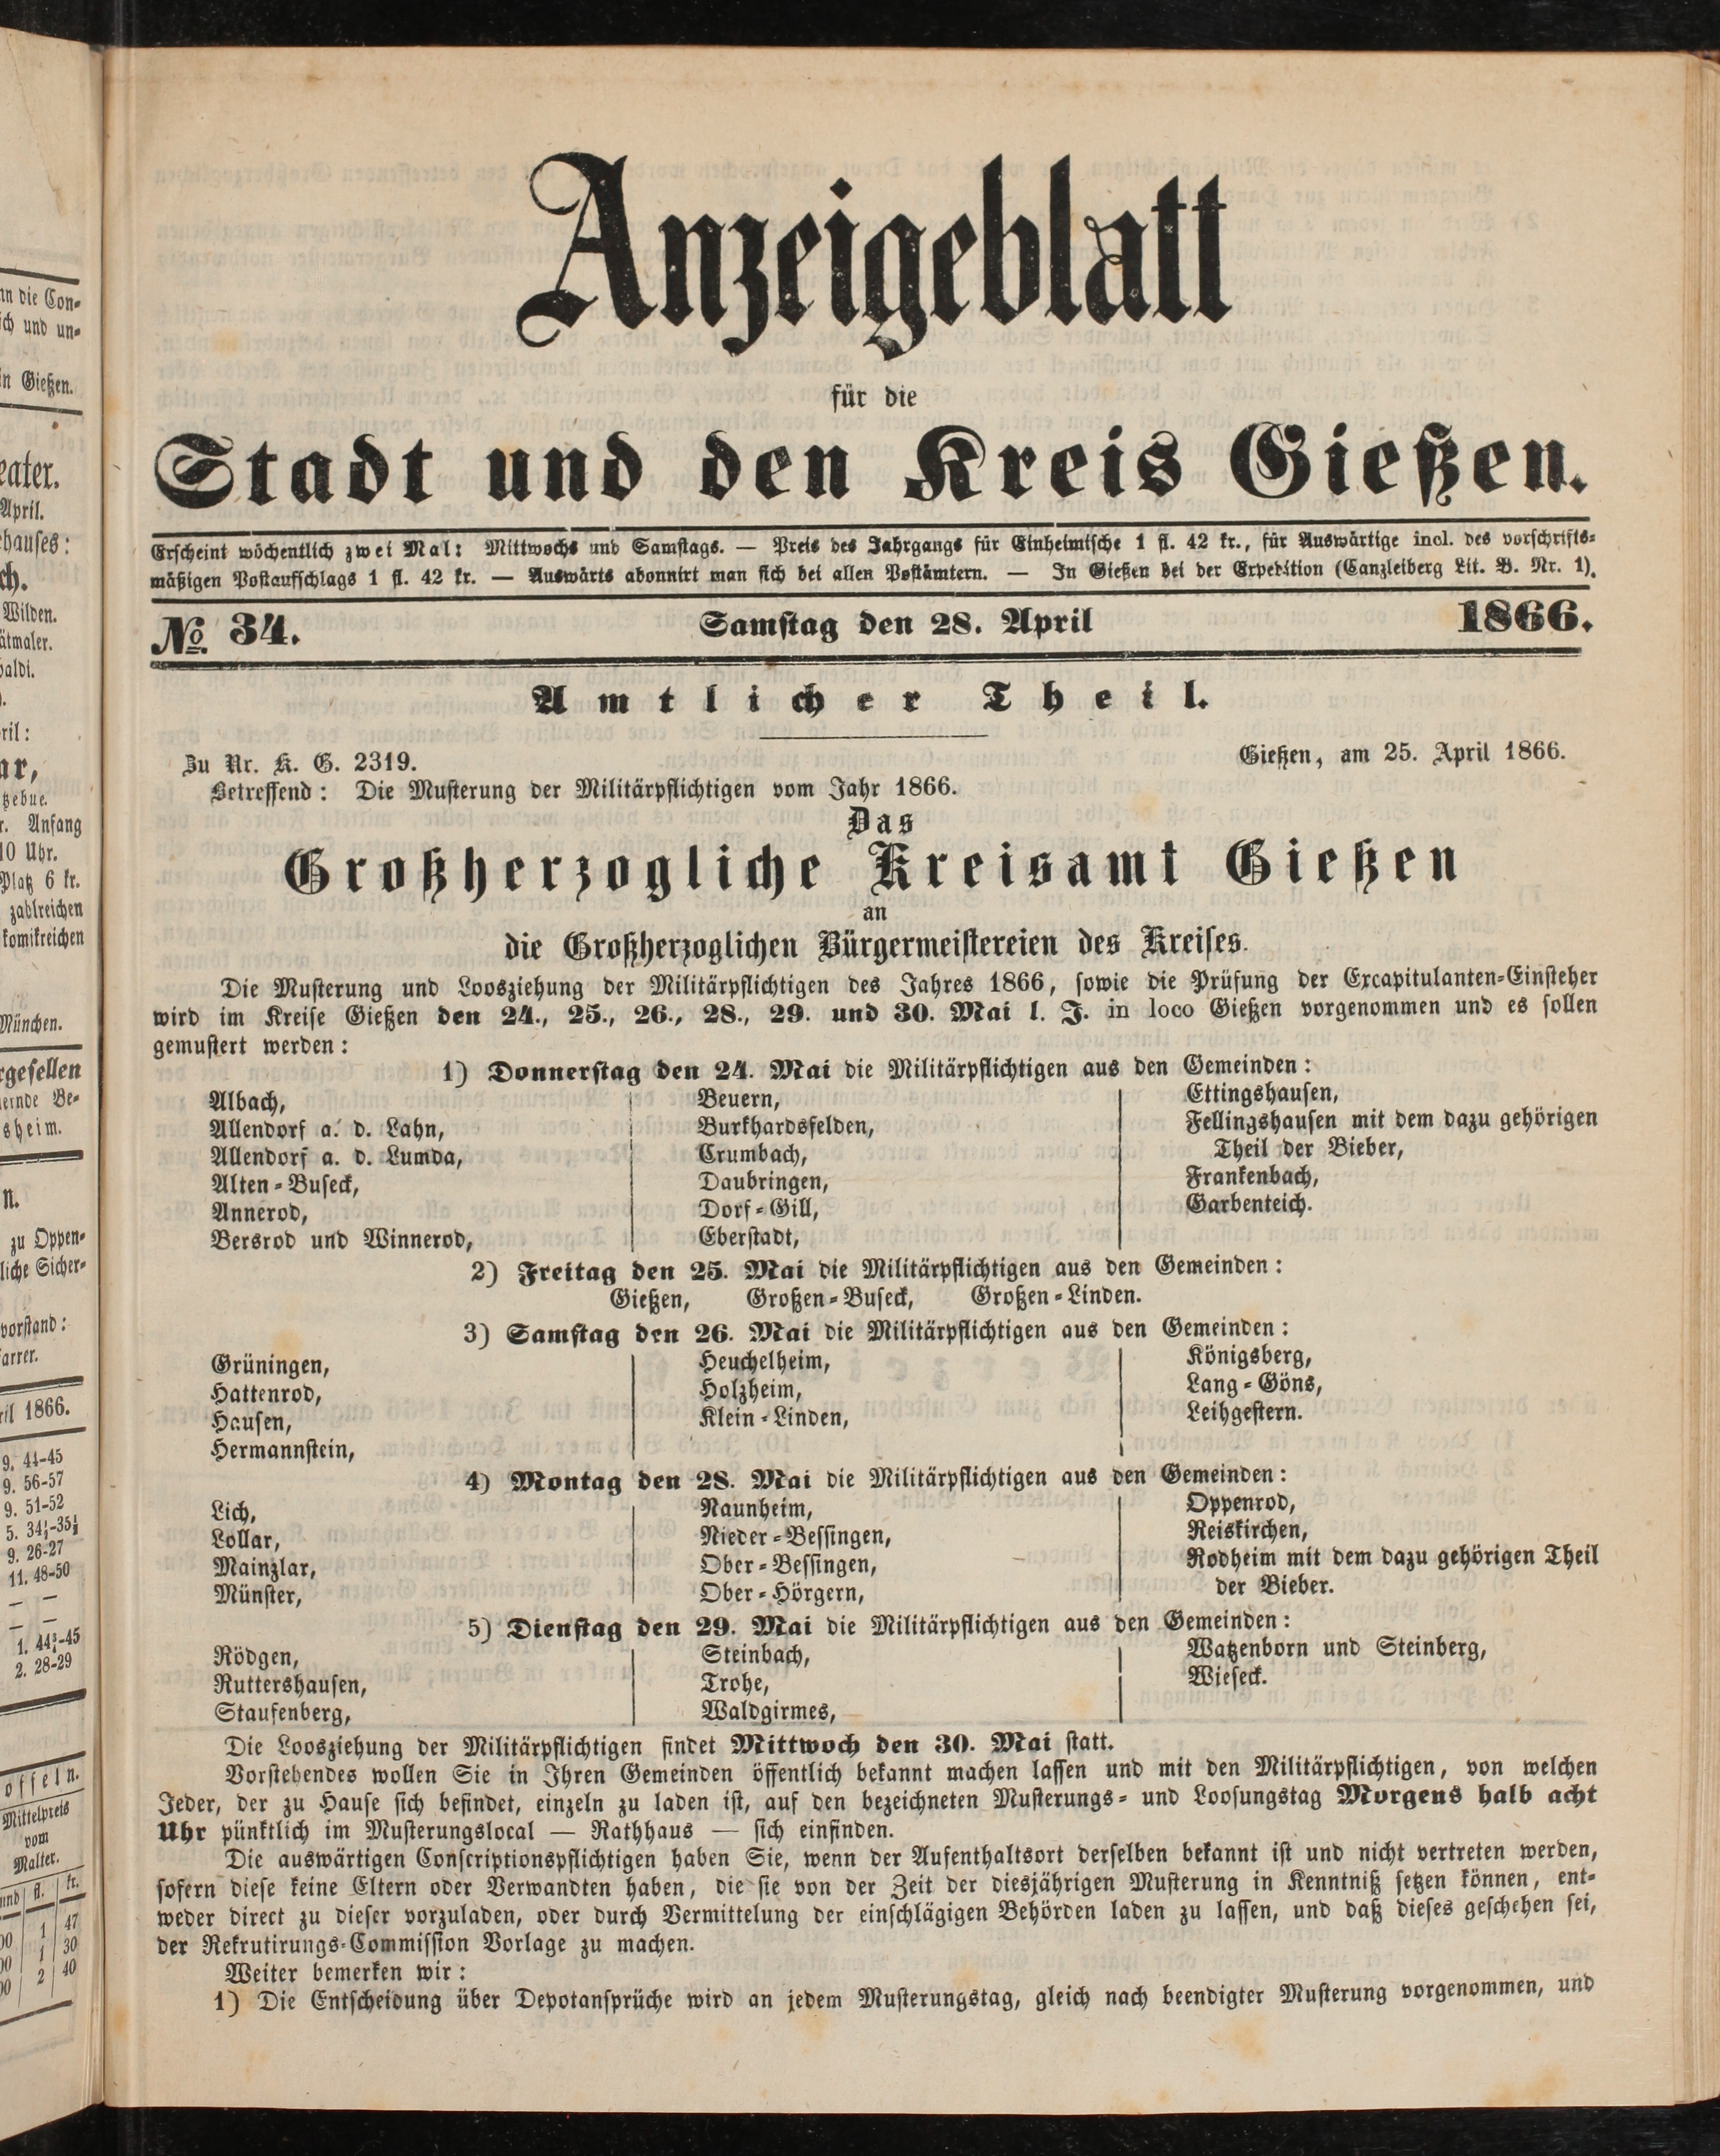 Anzeigeblatt
für die
Stadt und den Kreis Gießen.
Erscheint wöchentlich zwei Mal: Mittwochs und Samstags. — Preis des Jahrgangs für Einheimische 1 fl. 42 kr., für Auswärtige incl. des vorschrifts-
mäßigen Postaufschlags 1 fl. 42 kr. — Auswärts abonnirt man sich bei allen Postämtern. — In Gießen bei der Expedition (Canzleiberg Lit. B. Nr. 1).
No. 34. Samstag den 28. April 1866.
Amtlicher Theil.
Zu Nr. K. G. 2319. Gießen, am 25. April 1866.
Betreffend: Die Musterung der Militärpflichtigen vom Jahr 1866.
Das
Großherzogliche Kreisamt Gießen
an
die Großherzoglichen Bürgermeistereien des Kreises.
Die Musterung und Loosziehung der Militärpflichtigen des Jahres 1866, sowie die Prüfung der Excapitulanten-Einsteher
wird im Kreise Gießen den 24., 25., 26., 28., 29. und 30. Mai l. J. in loco Gießen vorgenommen und es sollen
gemustert werden:
1) Donnerstag den 24. Mai die Militärpflichtigen aus den Gemeinden:
Albach,
Allendorf a. d. Lahn,
Allendorf a. d. Lumda,
Alten-Buseck,
Annerod,
Bersrod und Winnerod,
Beuern,
Burkhardsfelden,
Crumbach,
Daubringen,
Dorf-Gill,
Eberstadt,
Ettingshausen,
Fellingshausen mit dem dazu gehörigen
Theil der Bieber,
Frankenbach,
Garbenteich.
2) Freitag den 25. Mai die Militärpflichtigen aus den Gemeinden:
Gießen, Großen-Buseck, Großen-Linden.
3) Samstag den 26. Mai die Militärpflichtigen aus den Gemeinden:
Grüningen,
Hattenrod,
Hausen,
Hermannstein,
Heuchelheim,
Holzheim,
Klein-Linden,
Königsberg,
Lang-Göns,
Leihgestern.
4) Montag den 28. Mai die Militärpflichtigen aus den Gemeinden:
Lich,
Lollar,
Mainzlar,
Münster,
Naunheim,
Nieder-Bessingen,
Ober-Bessingen,
Ober-Hörgern,
Oppenrod,
Reiskirchen,
Rodheim mit dem dazu gehörigen Theil
der Bieber.
5) Dienstag den 29. Mai die Militärpflichtigen aus den Gemeinden:
Rödgen,
Ruttershausen,
Staufenberg,
Steinbach,
Trohe,
Waldgirmes,
Watzenborn und Steinberg,
Wieseck.
Die Loosziehung der Militärpflichtigen findet Mittwoch den 30. Mai statt.
Vorstehendes wollen Sie in Ihren Gemeinden öffentlich bekannt machen lassen und mit den Militärpflichtigen, von welchen
Jeder, der zu Hause sich befindet, einzeln zu laden ist, auf den bezeichneten Musterungs- und Loosungstag Morgens halb acht
Uhr pünktlich im Musterungslocal — Rathhaus — sich einfinden.
Die auswärtigen Conscriptionspflichtigen haben Sie, wenn der Aufenthaltsort derselben bekannt ist und nicht vertreten werden,
sofern diese keine Eltern oder Verwandten haben, die sie von der Zeit der diesjährigen Musterung in Kenntniß setzen können, ent-
weder direct zu dieser vorzuladen, oder durch Vermittelung der einschlägigen Behörden laden zu lassen, und daß dieses geschehen sei,
der Rekrutirungs-Commission Vorlage zu machen.
Weiter bemerken wir:
1) Die Entscheidung über Depotansprüche wird an jedem Musterungstag, gleich nach beendigter Musterung vorgenommen, und